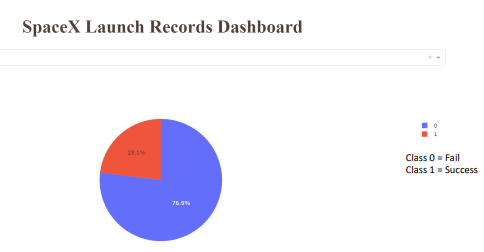 SpaceX Launch Records Dashboard
×
0
1
Class 0 = Fail
Class 1 = Success
23.1%
76.9%